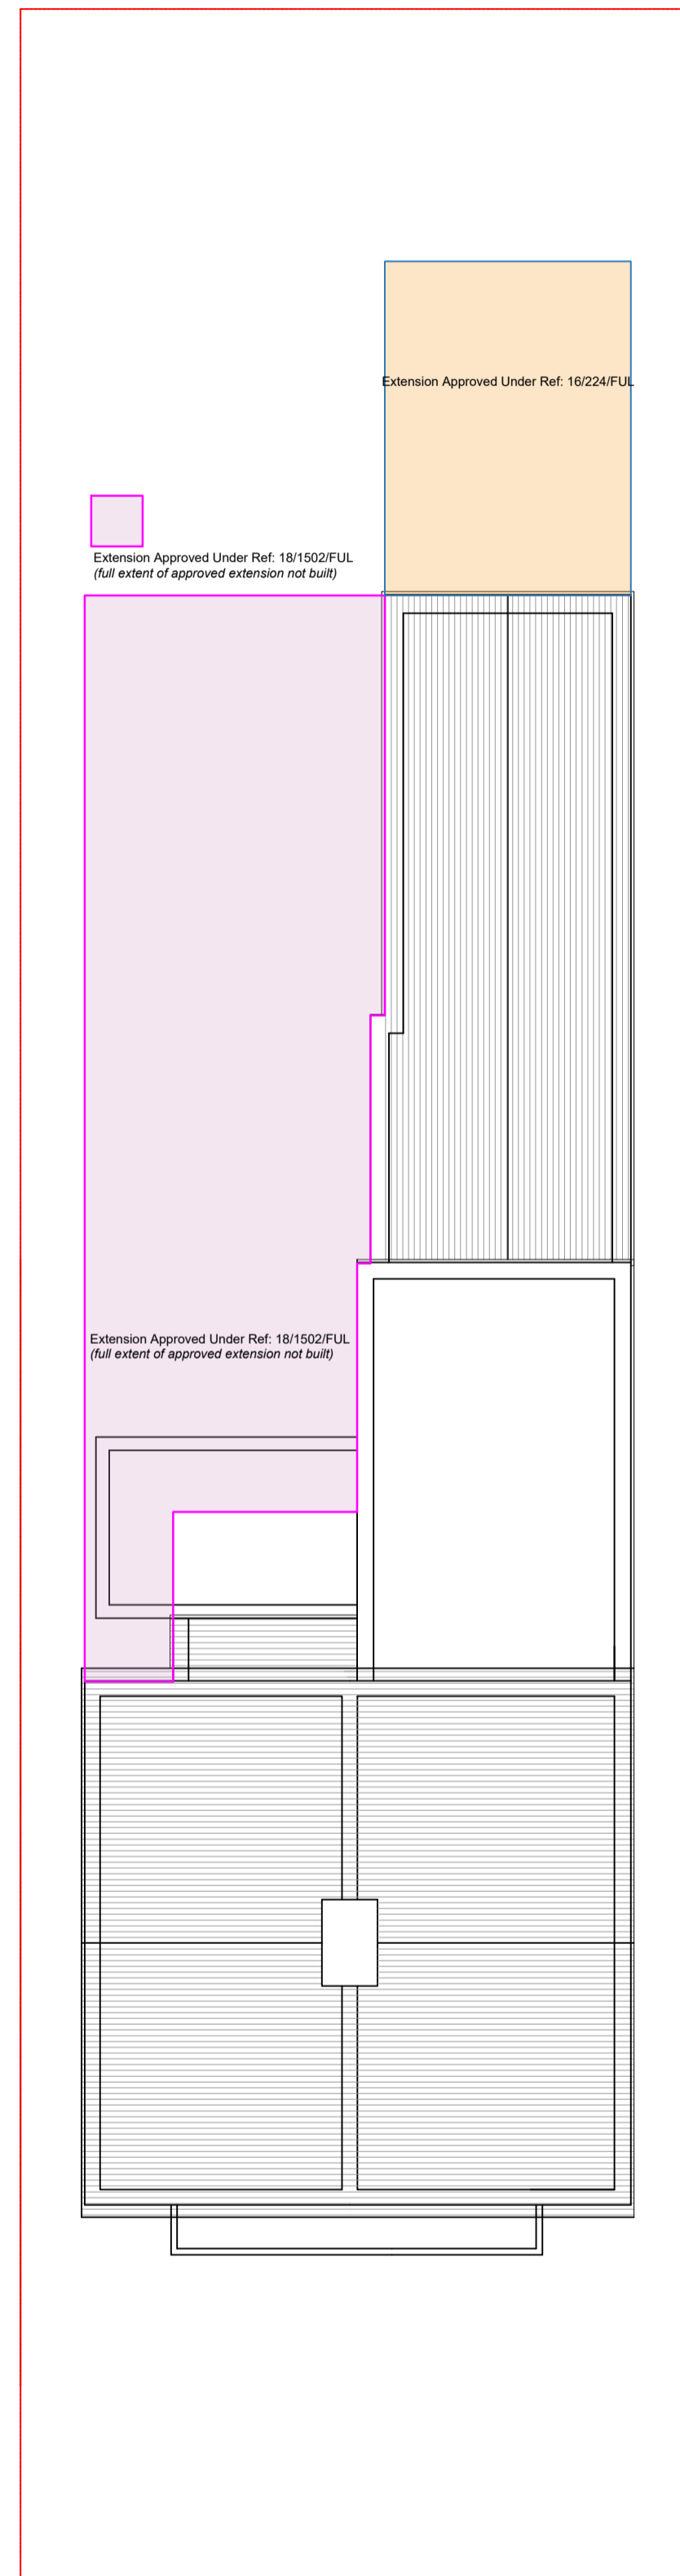 Extension Approved Under Ref: 16/224/FUL
Extension Approved Under Ref: 18/1502/FUL
(full extent of approved extension not built)
Extension Approved Under Ref: 18/1502/FUL
(full extent of approved extension not built)